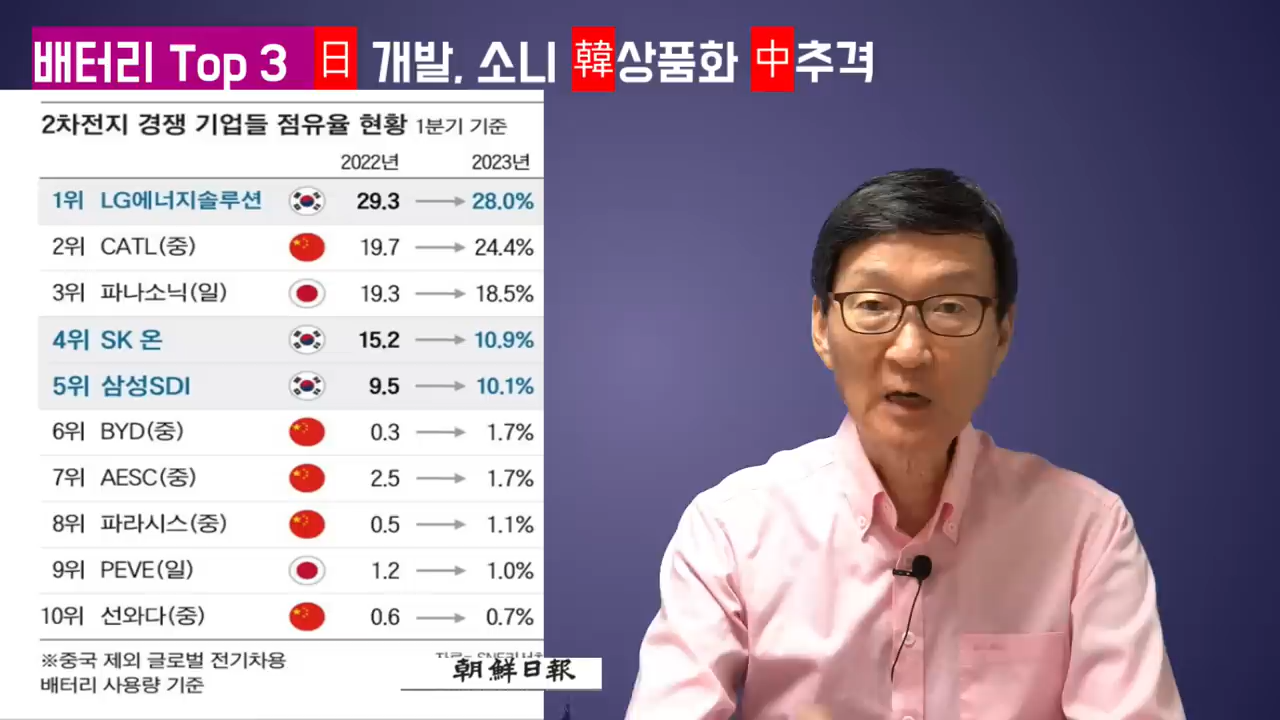 배터리 Top 3 日 개발, 소니 韓상품화 中추격
2차전지 경쟁 기업들 점유율 현황 1분기 기준
2022년 2023년
1위 LG에너지솔루션 29.3 → 28.0%
2위 CATL(중) 19.7 → 24.4%
3위 파나소닉(일) 19.3 → 18.5%
4위 SK 온 15.2 → 10.9%
5위 삼성SDI 9.5 → 10.1%
6위 BYD(중) 0.3 → 1.7%
7위 AESC(중) 2.5 → 1.7%
8위 파라시스(중) 0.5 → 1.1%
9위 PEVE(일) 1.2 → 1.0%
10위 선와다(중) 0.6 → 0.7%
※중국 제외 글로벌 전기차용
배터리 사용량 기준
朝鮮日報